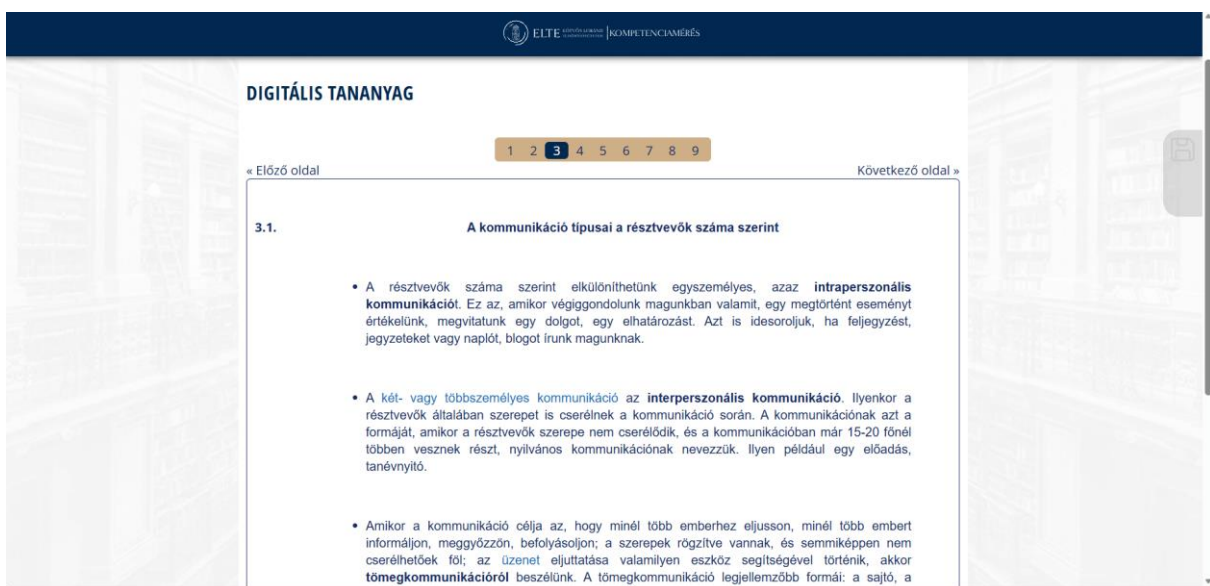 ELTE | KOMPETENCIAMÉRÉS
DIGITÁLIS TANANYAG
1 2 3 4 5 6 7 8 9
« Előző oldal
Következő oldal »
3.1. A kommunikáció típusai a résztvevők száma szerint
• A résztvevők száma szerint elkülöníthetünk egyszemélyes, azaz intraperszonális
kommunikációt. Ez az, amikor végiggondolunk magunkban valamit, egy megtörtént eseményt
értékelünk, megvitatunk egy dolgot, egy elhatározást. Azt is idesoroljuk, ha feljegyzést,
jegyzeteket vagy naplót, blogot írunk magunknak.
• A két- vagy többszemélyes kommunikáció az interperszonális kommunikáció. Ilyenkor a
résztvevők általában szerepet is cserélnek a kommunikáció során. A kommunikációnak azt a
formáját, amikor a résztvevők szerepe nem cserélődik, és a kommunikációban már 15-20 főnél
többen vesznek részt, nyilvános kommunikációnak nevezzük. Ilyen például egy előadás,
tanévnyitó.
• Amikor a kommunikáció célja az, hogy minél több emberhez eljusson, minél több embert
informáljon, meggyőzzön, befolyásoljon; a szerepek rögzítve vannak, és semmiképpen nem
cserélhetőek föl; az üzenet eljuttatása valamilyen eszköz segítségével történik, akkor
tömegkommunikációról beszélünk. A tömegkommunikáció legjellemzőbb formái: a sajtó, a